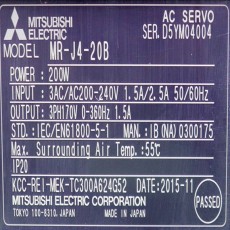 MITSUBISHI ELECTRIC
AC SERVO
SER. D5YM04004
MODEL MR-J4-20B
POWER : 200W
INPUT : 3AC/AC200-240V 1.5A/2.5A 50/60Hz
OUTPUT : 3PH170V 0-360Hz 1.5A
STD. : IEC/EN61800-5-1 MAN. : IB (NA) 0300175
Max. Surrounding Air Temp. : 55℃
IP20
KCC-REI-MEK-TC300A624G52 DATE : 2015-11
MITSUBISHI ELECTRIC CORPORATION
TOKYO 100-8310, JAPAN MADE IN JAPAN
PASSED